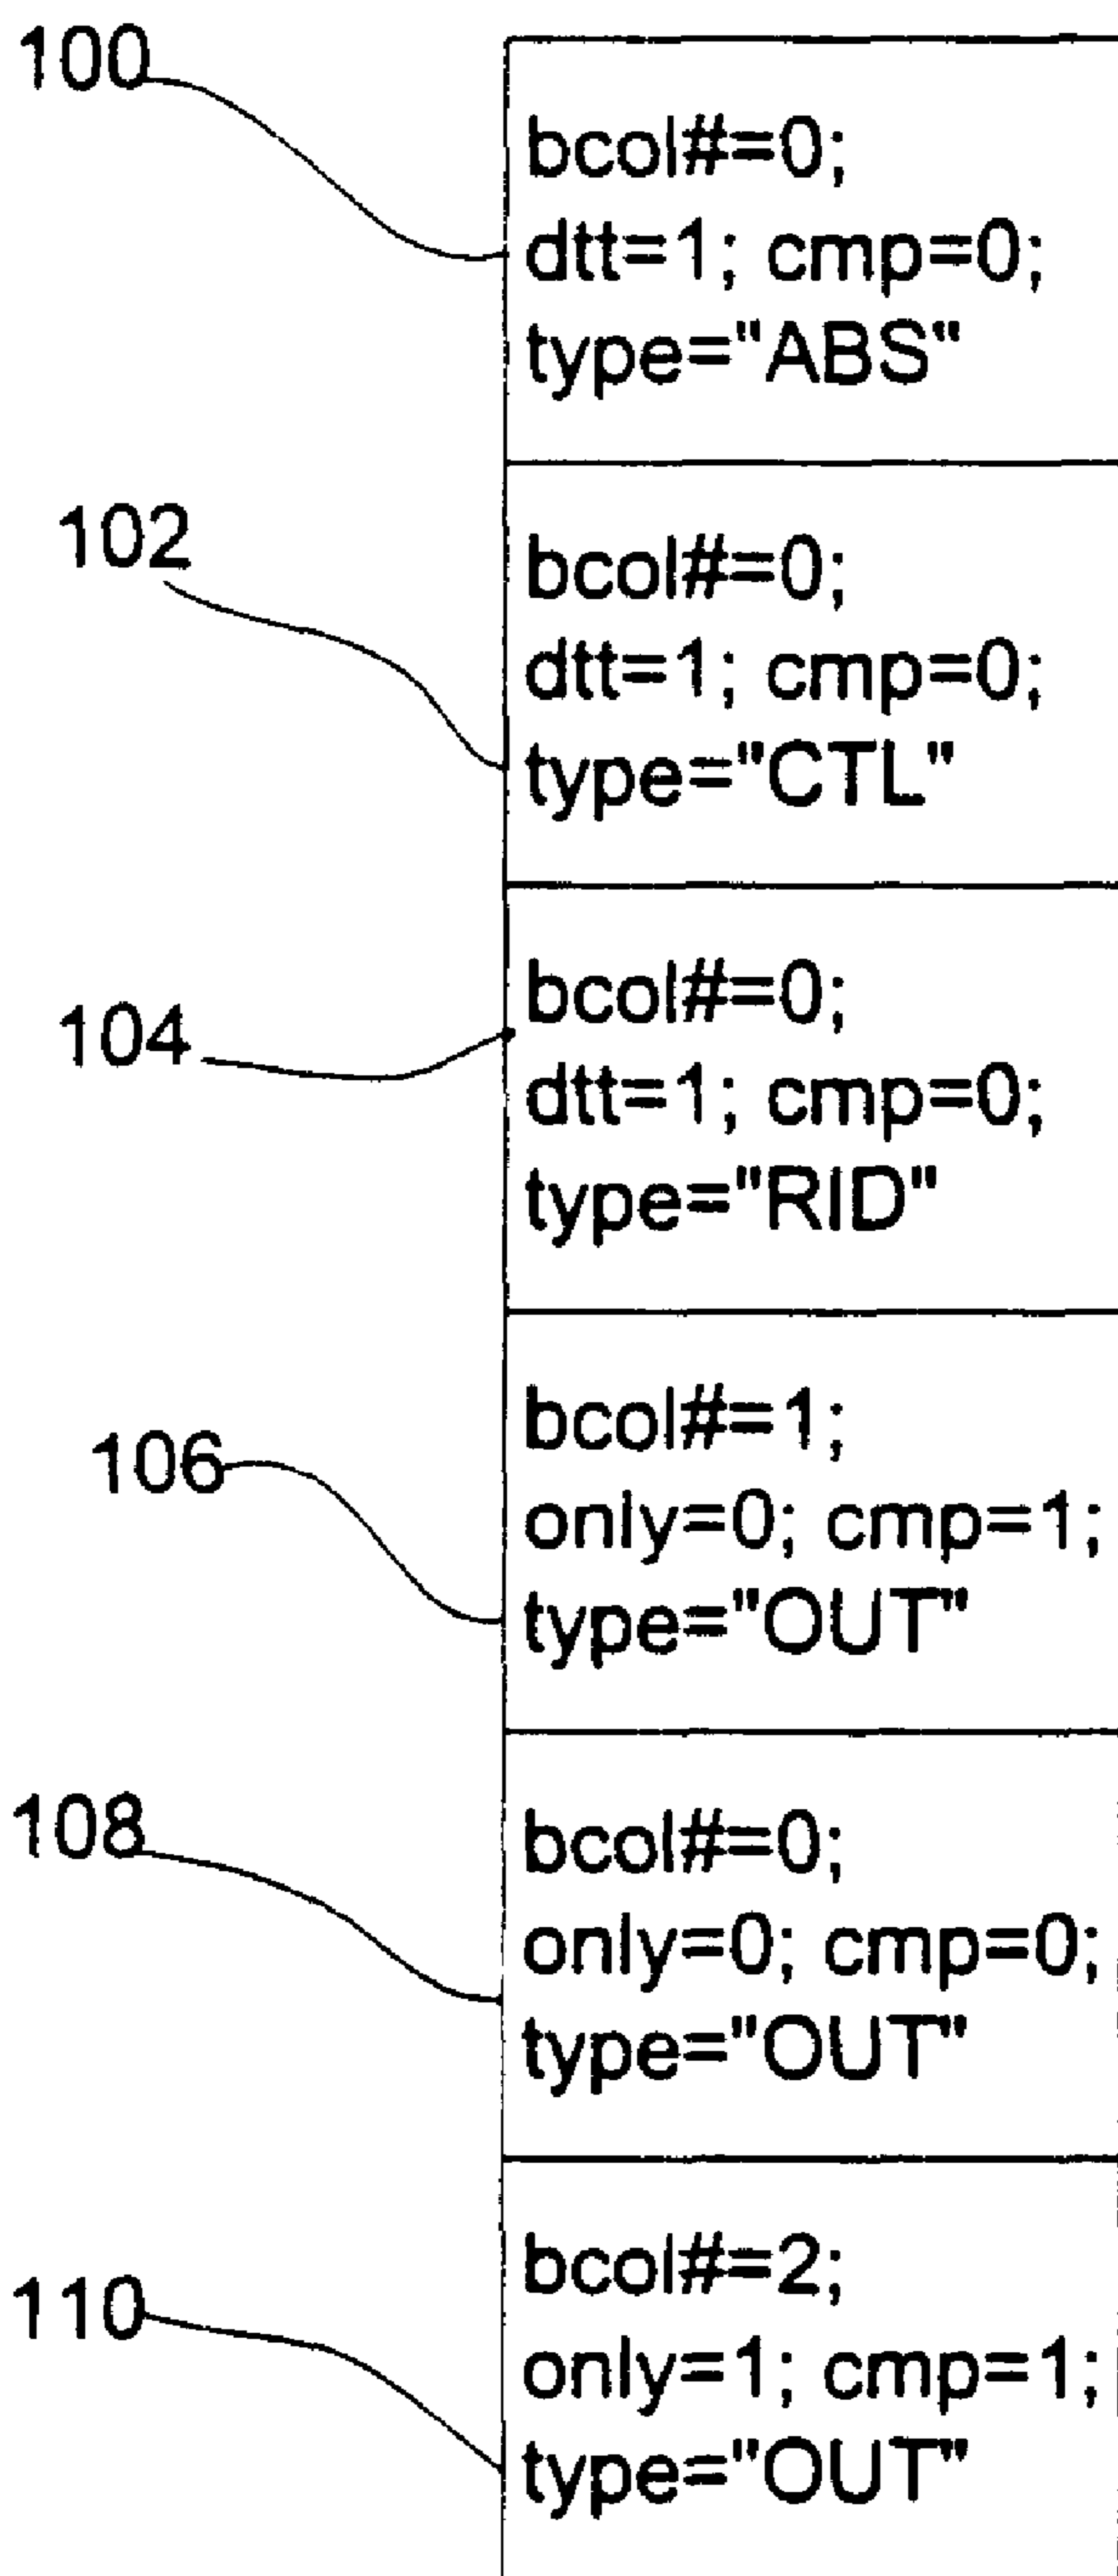 100
bcol#=0;
dtt=1; cmp=0;
type="ABS"
102
bcol#=0;
dtt=1; cmp=0;
type="CTL"
104
bcol#=0;
dtt=1; cmp=0;
type="RID"
106
bcol#=1;
only=0; cmp=1;
type="OUT"
108
bcol#=0;
only=0; cmp=0;
type="OUT"
110
bcol#=2;
only=1; cmp=1;
type="OUT"